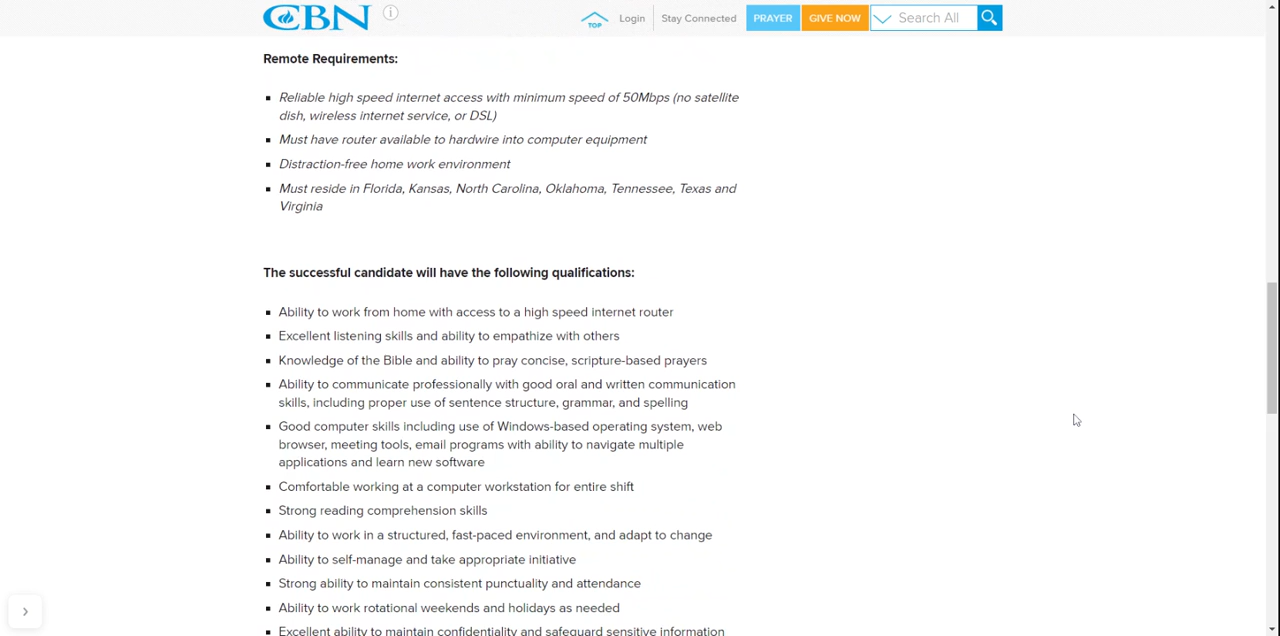 CBN
TOP
Login
Stay Connected
PRAYER
GIVE NOW
Search All
Remote Requirements:
Reliable high speed internet access with minimum speed of 50Mbps (no satellite
dish, wireless internet service, or DSL)
Must have router available to hardwire into computer equipment
Distraction-free home work environment
Must reside in Florida, Kansas, North Carolina, Oklahoma, Tennessee, Texas and
Virginia
The successful candidate will have the following qualifications:
Ability to work from home with access to a high speed internet router
Excellent listening skills and ability to empathize with others
Knowledge of the Bible and ability to pray concise, scripture-based prayers
Ability to communicate professionally with good oral and written communication
skills, including proper use of sentence structure, grammar, and spelling
Good computer skills including use of Windows-based operating system, web
browser, meeting tools, email programs with ability to navigate multiple
applications and learn new software
Comfortable working at a computer workstation for entire shift
Strong reading comprehension skills
Ability to work in a structured, fast-paced environment, and adapt to change
Ability to self-manage and take appropriate initiative
Strong ability to maintain consistent punctuality and attendance
Ability to work rotational weekends and holidays as needed
Excellent ability to maintain confidentiality and safeguard sensitive information